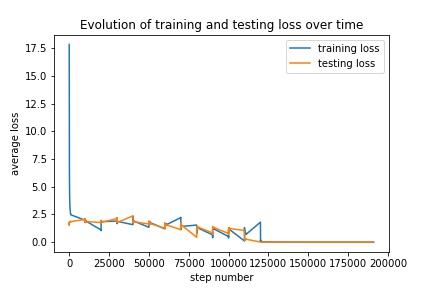 Evolution of training and testing loss over time
training loss
testing loss
average loss
17.5
15.0
12.5
10.0
7.5
5.0
2.5
0.0
0 25000 50000 75000 100000 125000 150000 175000 200000
step number